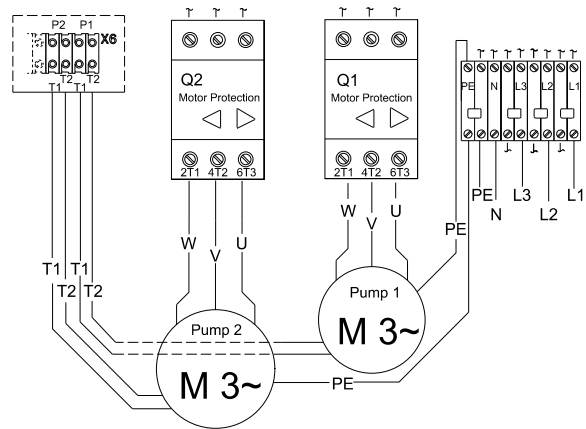 P2 P1
X6
T2 T2
T1 T1
Q2
Motor Protection
2T1 4T2 6T3
Q1
Motor Protection
2T1 4T2 6T3
PE N L3 L2 L1
PE L3 L1
N L2
W V U
W V U
PE
T1 T1
T2 T2
Pump 1
M 3~
Pump 2
M 3~
PE